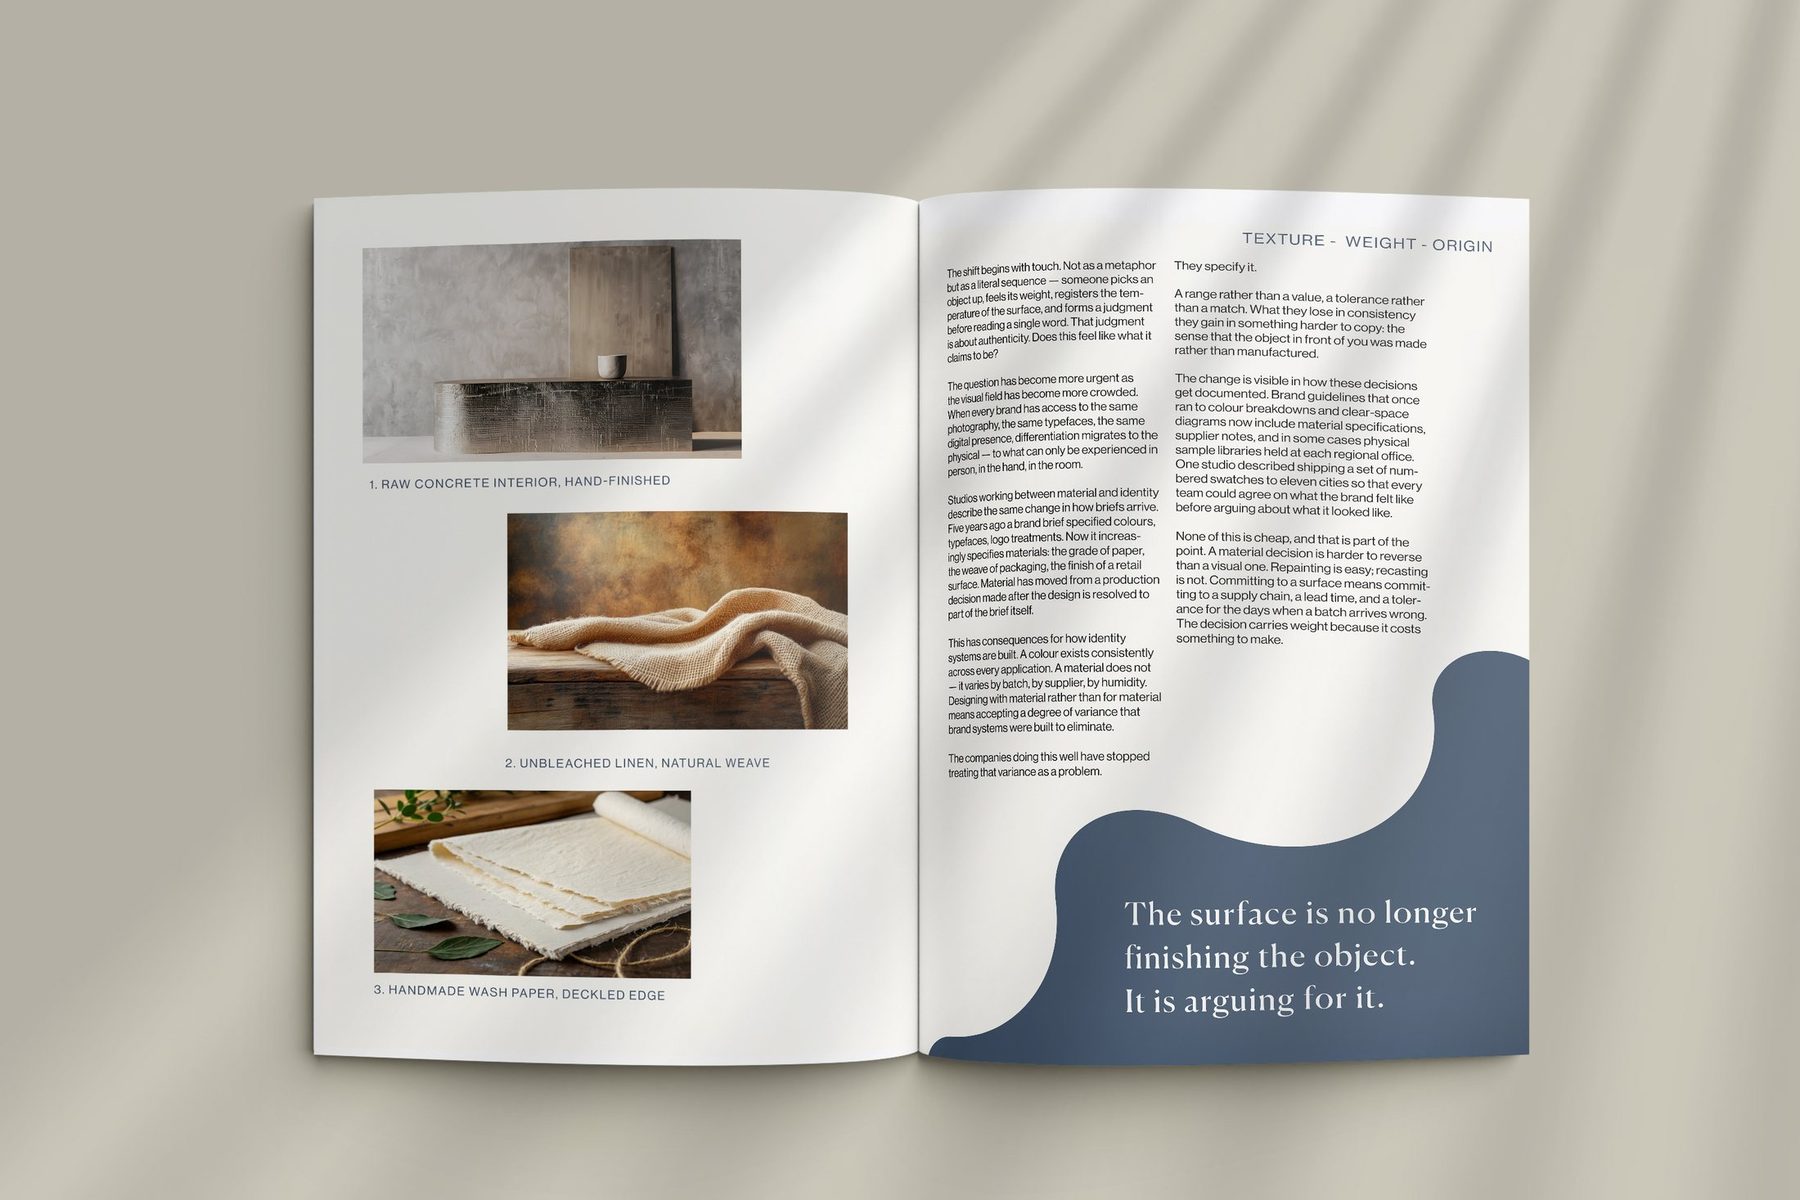 1. RAW CONCRETE INTERIOR, HAND-FINISHED
2. UNBLEACHED LINEN, NATURAL WEAVE
3. HANDMADE WASH PAPER, DECKLED EDGE
TEXTURE - WEIGHT - ORIGIN
The shift begins with touch. Not as a metaphor
but as a literal sequence — someone picks an
object up, feels its weight, registers the tem-
perature of the surface, and forms a judgment
before reading a single word. That judgment
is about authenticity. Does this feel like what it
claims to be?
The question has become more urgent as
the visual field has become more crowded.
When every brand has access to the same
photography, the same typefaces, the same
digital presence, differentiation migrates to the
physical — to what can only be experienced in
person, in the hand, in the room.
Studios working between material and identity
describe the same change in how briefs arrive.
Five years ago a brand brief specified colours,
typefaces, logo treatments. Now it increas-
ingly specifies materials: the grade of paper,
the weave of packaging, the finish of a retail
surface. Material has moved from a production
decision made after the design is resolved to
part of the brief itself.
This has consequences for how identity
systems are built. A colour exists consistently
across every application. A material does not
— it varies by batch, by supplier, by humidity.
Designing with material rather than for material
means accepting a degree of variance that
brand systems were built to eliminate.
The companies doing this well have stopped
treating that variance as a problem.
They specify it.
A range rather than a value, a tolerance rather
than a match. What they lose in consistency
they gain in something harder to copy: the
sense that the object in front of you was made
rather than manufactured.
The change is visible in how these decisions
get documented. Brand guidelines that once
ran to colour breakdowns and clear-space
diagrams now include material specifications,
supplier notes, and in some cases physical
sample libraries held at each regional office.
One studio described shipping a set of num-
bered swatches to eleven cities so that every
team could agree on what the brand felt like
before arguing about what it looked like.
None of this is cheap, and that is part of the
point. A material decision is harder to reverse
than a visual one. Repainting is easy; recasting
is not. Committing to a surface means commit-
ting to a supply chain, a lead time, and a toler-
ance for the days when a batch arrives wrong.
The decision carries weight because it costs
something to make.
The surface is no longer
finishing the object.
It is arguing for it.